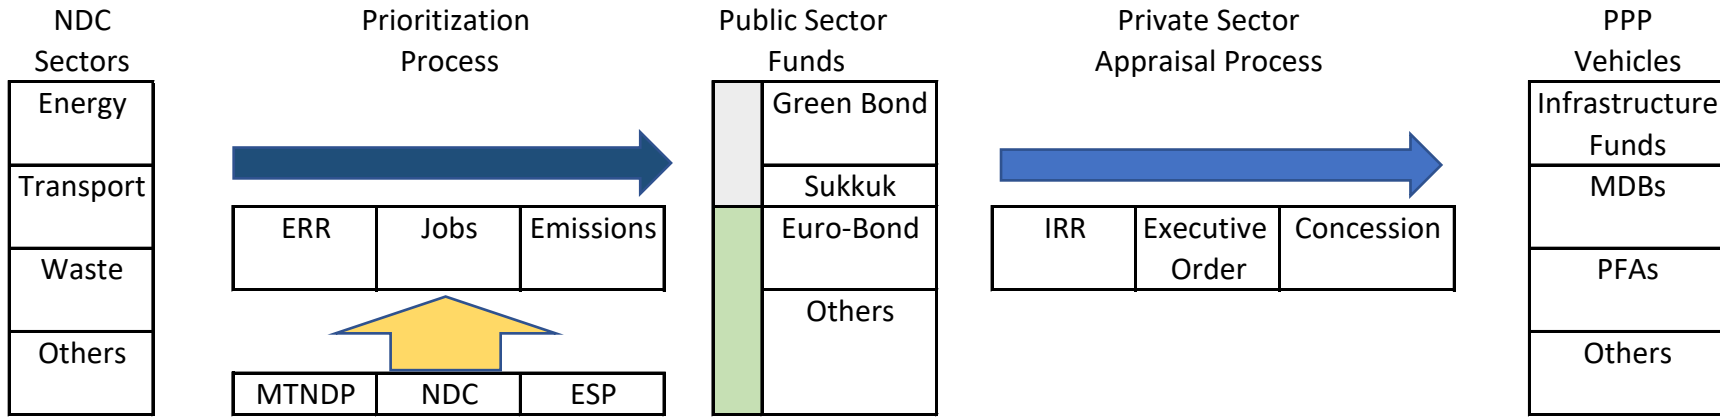 NDC
Sectors
Energy
Transport
Waste
Others
Prioritization
Process
ERR
Jobs
Emissions
MTNDP
NDC
ESP
Public Sector
Funds
Green Bond
Sukkuk
Euro-Bond
Others
Private Sector
Appraisal Process
IRR
Executive
Order
Concession
PPP
Vehicles
Infrastructure
Funds
MDBs
PFAs
Others